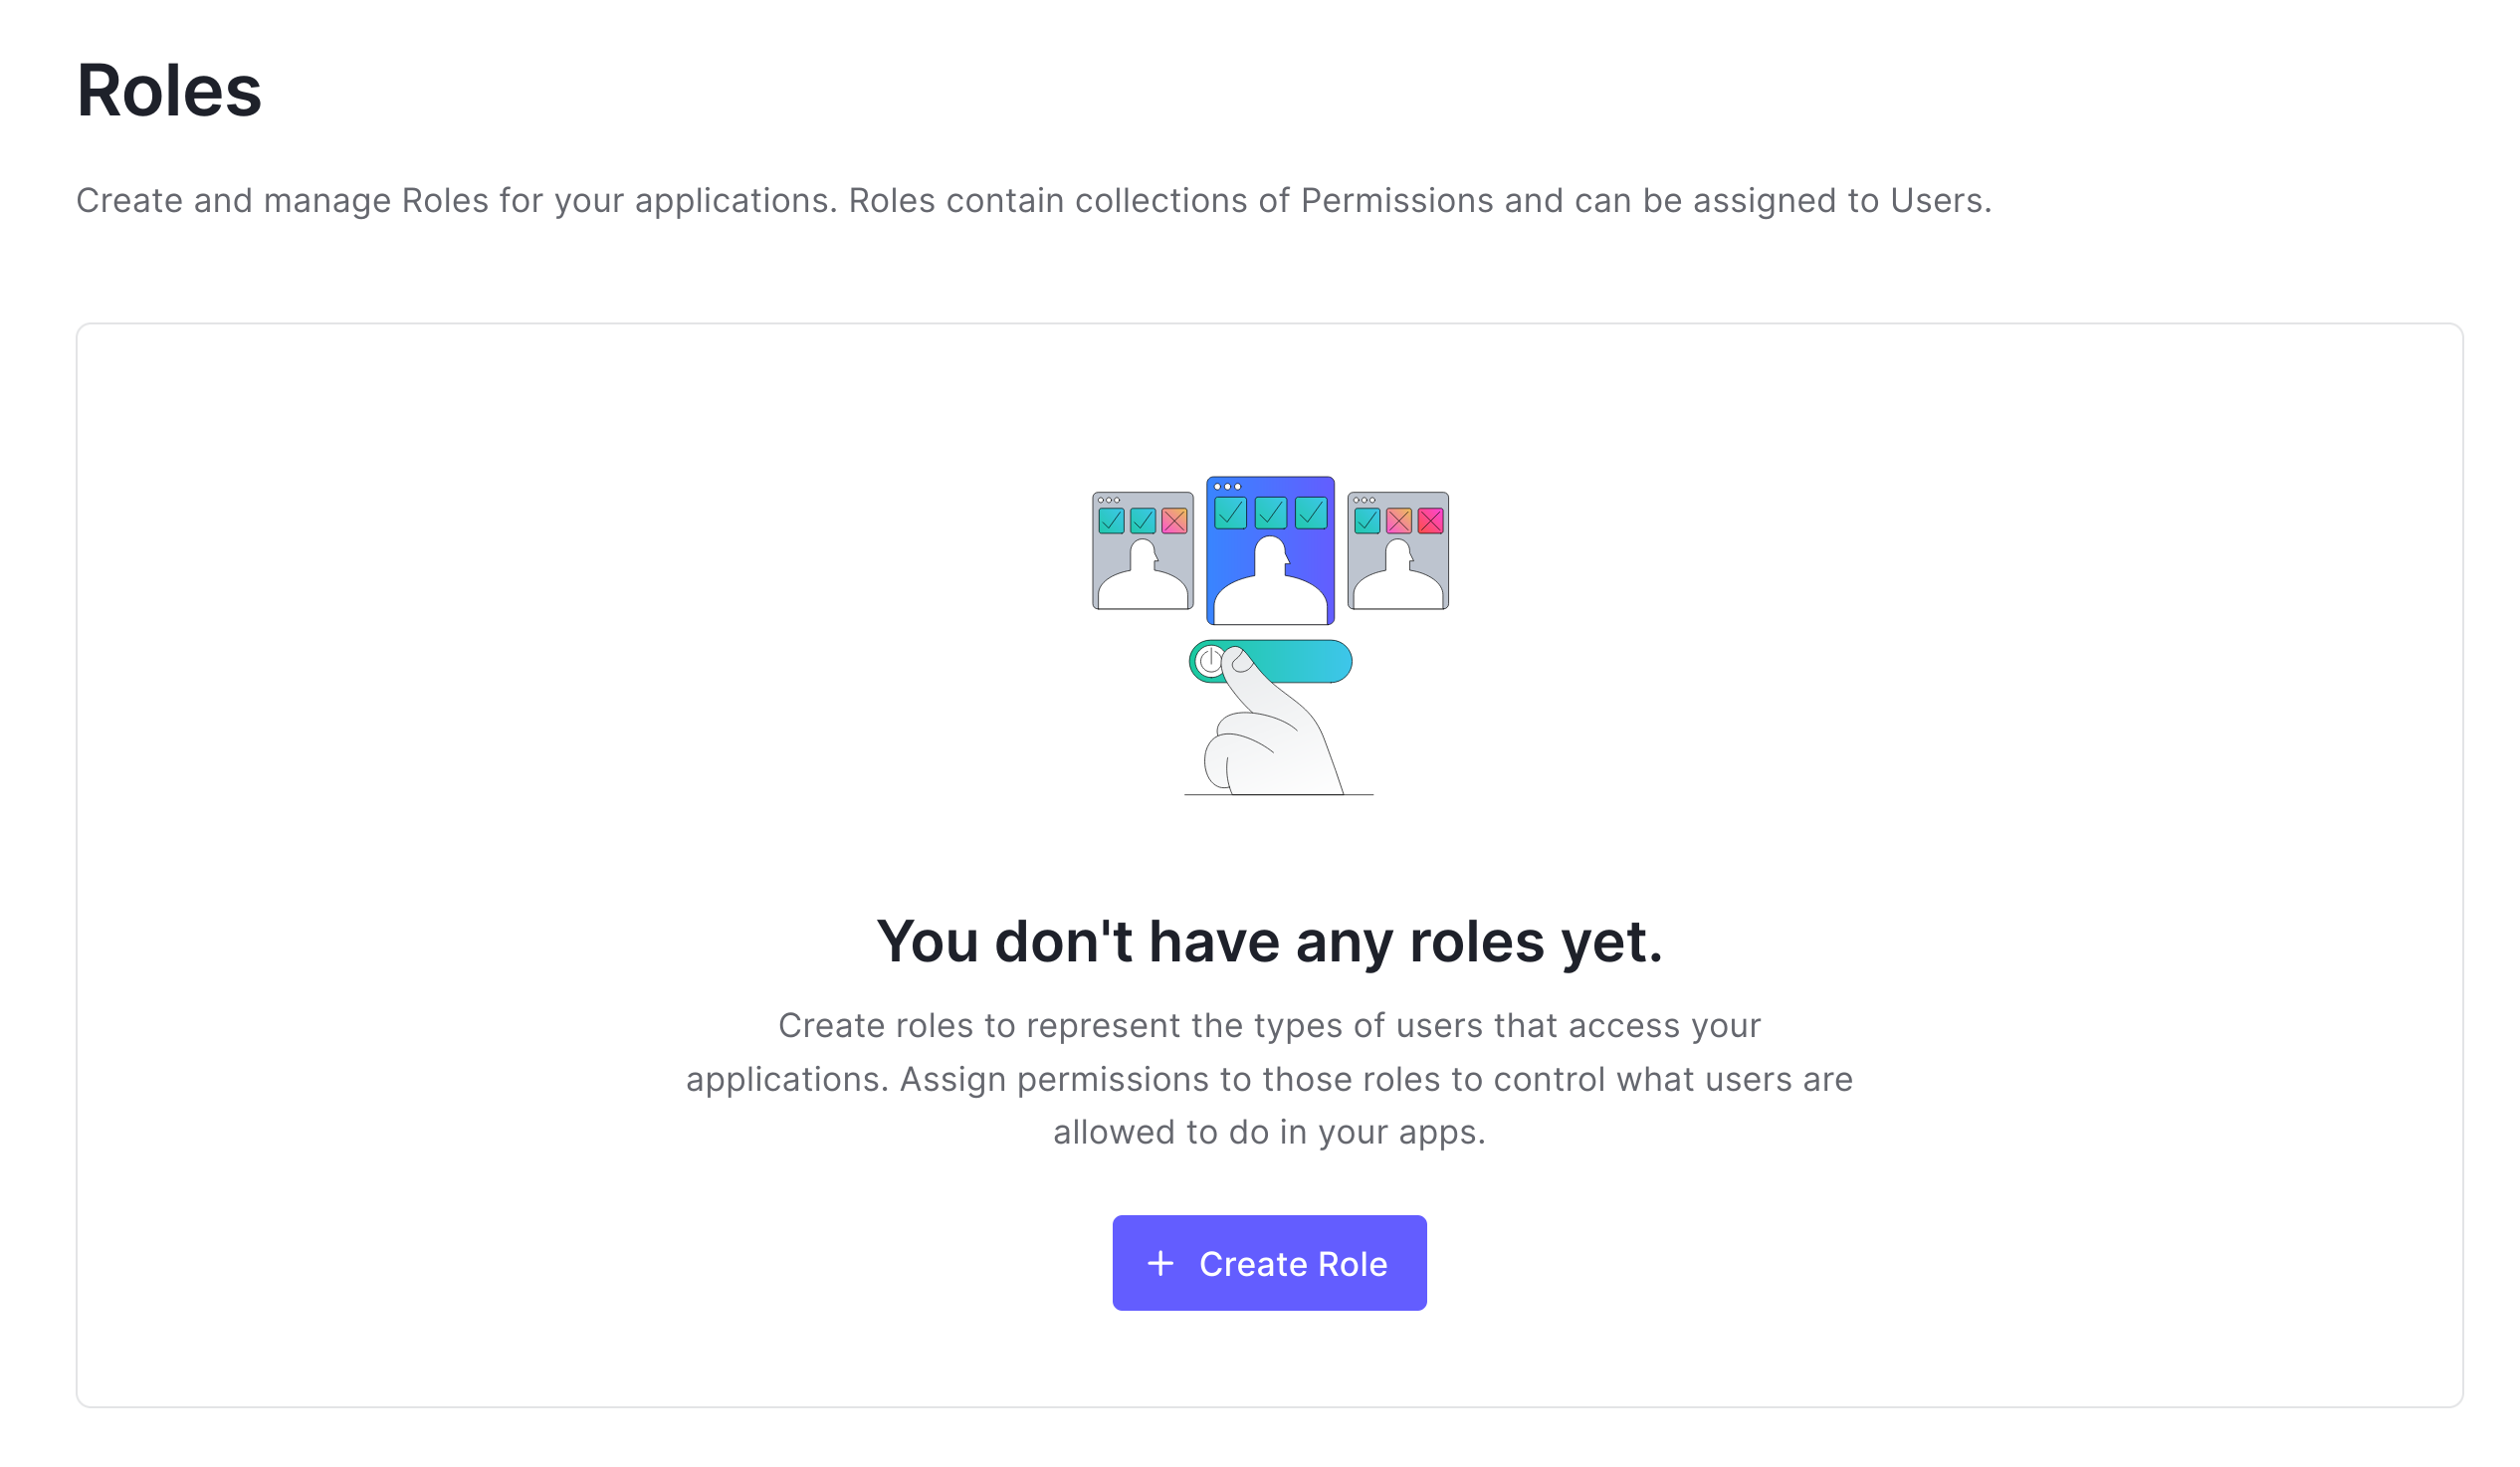 Roles
Create and manage Roles for your applications. Roles contain collections of Permissions and can be assigned to Users.
You don't have any roles yet.
Create roles to represent the types of users that access your
applications. Assign permissions to those roles to control what users are
allowed to do in your apps.
+ Create Role